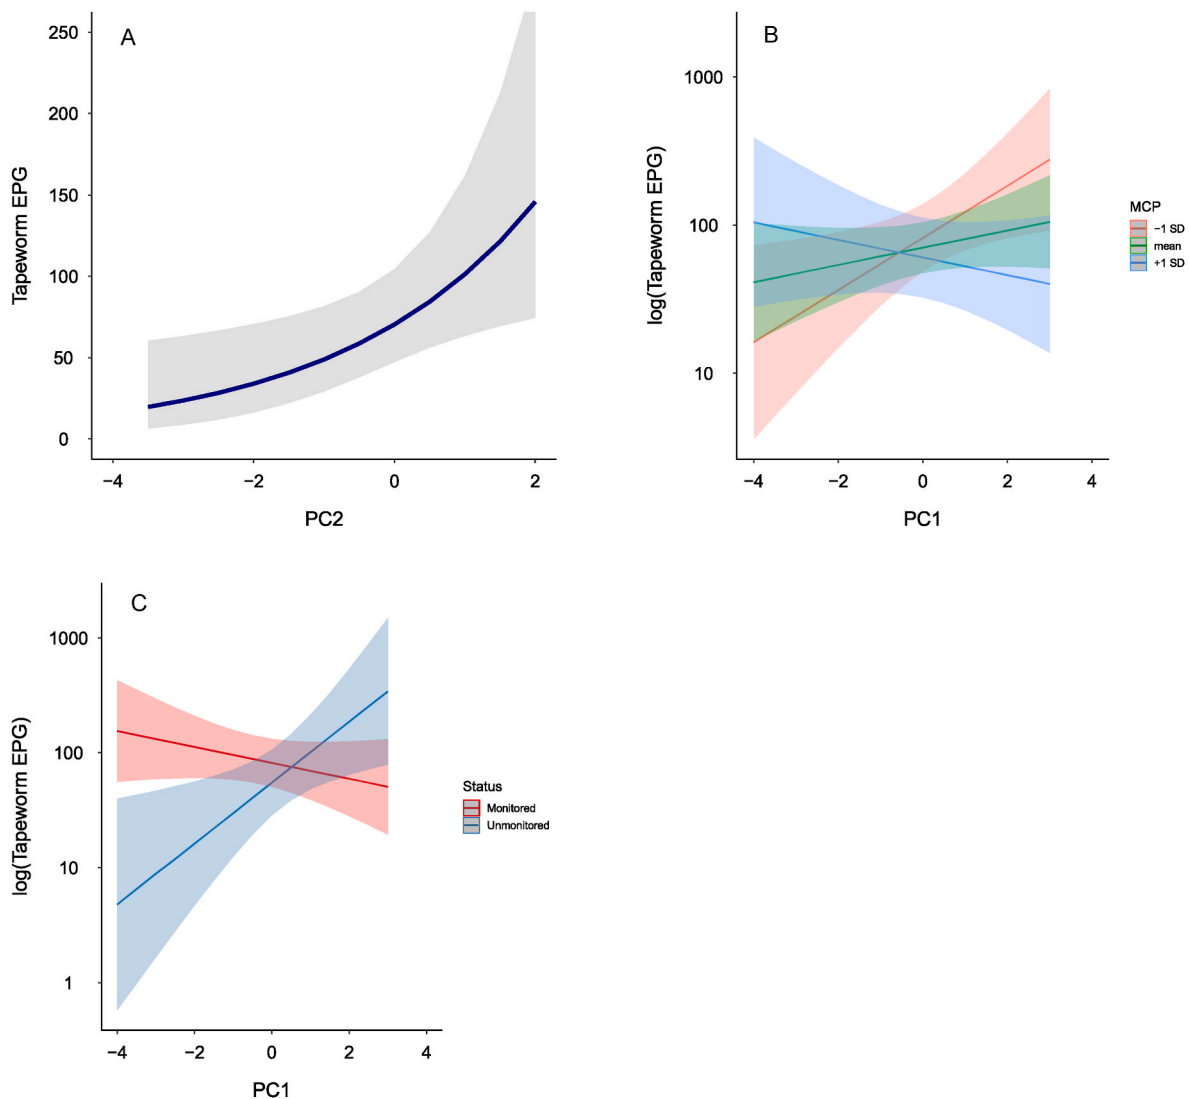 A
250
200
150
100
50
0
Tapeworm EPG
−4
−2
0
2
PC2
B
1000
100
10
log(Tapeworm EPG)
−4
−2
0
2
4
PC1
MCP
−1 SD
mean
+1 SD
C
1000
100
10
1
log(Tapeworm EPG)
−4
−2
0
2
4
PC1
Status
Monitored
Unmonitored